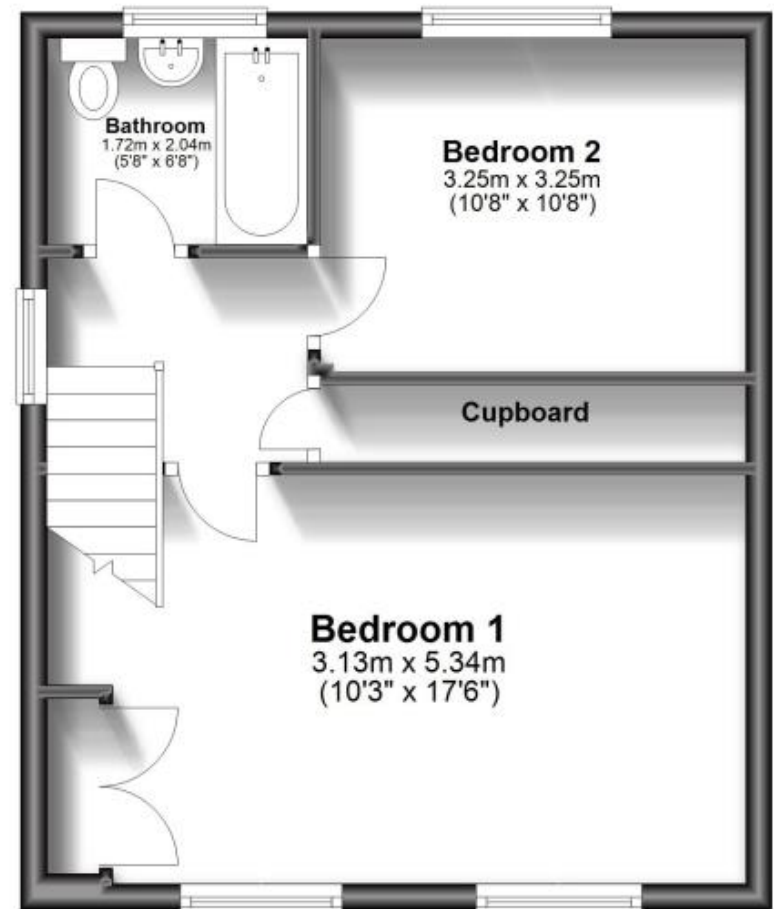 Bathroom
1.72m x 2.04m
(5'8" x 6'8")
Bedroom 2
3.25m x 3.25m
(10'8" x 10'8")
Cupboard
Bedroom 1
3.13m x 5.34m
(10'3" x 17'6")